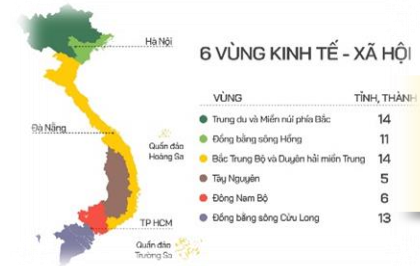 Hà Nội
6 VÙNG KINH TẾ - XÃ HỘI
VÙNG TỈNH, THÀNH
Trung du và Miền núi phía Bắc 14
Đồng bằng sông Hồng 11
Bắc Trung Bộ và Duyên hải miền Trung 14
Tây Nguyên 5
Đông Nam Bộ 6
Đồng bằng sông Cửu Long 13
Đà Nẵng
Quần đảo
Hoàng Sa
TP HCM
Quần đảo
Trường Sa